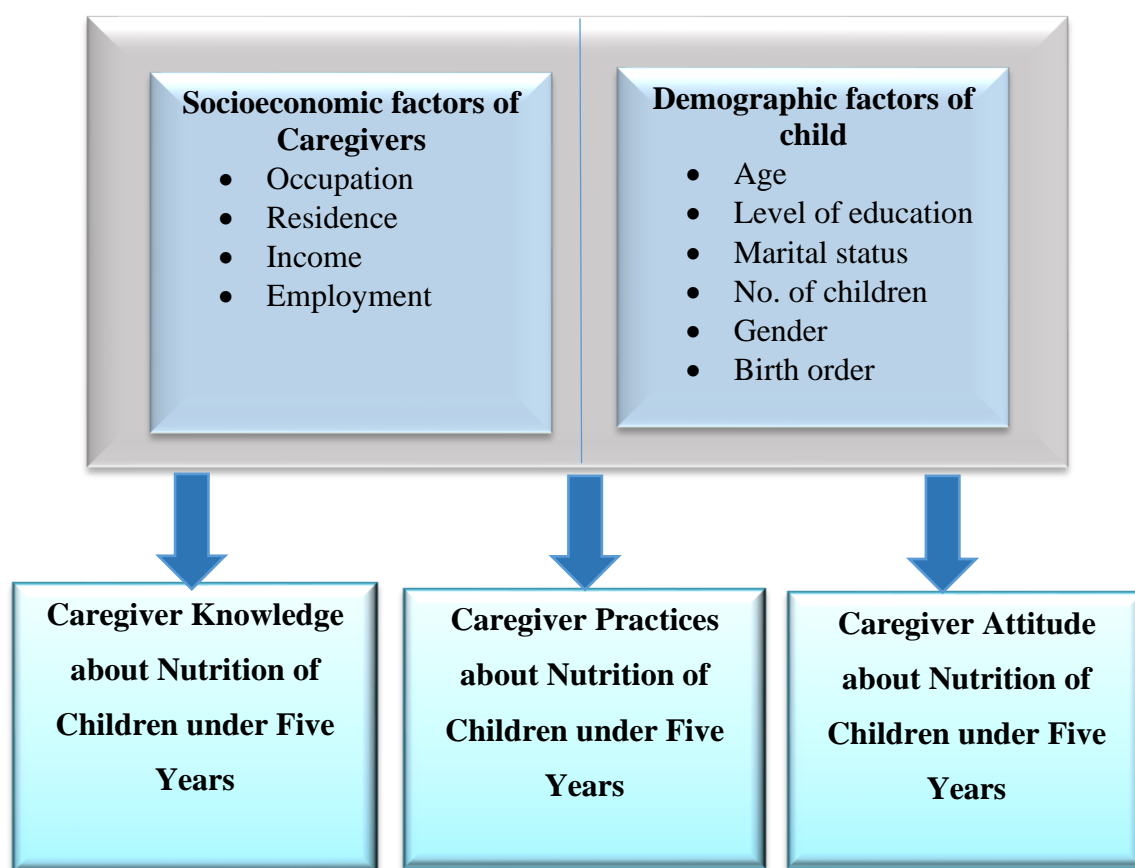 Socioeconomic factors of
Caregivers
• Occupation
• Residence
• Income
• Employment
Demographic factors of
child
• Age
• Level of education
• Marital status
• No. of children
• Gender
• Birth order
Caregiver Knowledge
about Nutrition of
Children under Five
Years
Caregiver Practices
about Nutrition of
Children under Five
Years
Caregiver Attitude
about Nutrition of
Children under Five
Years